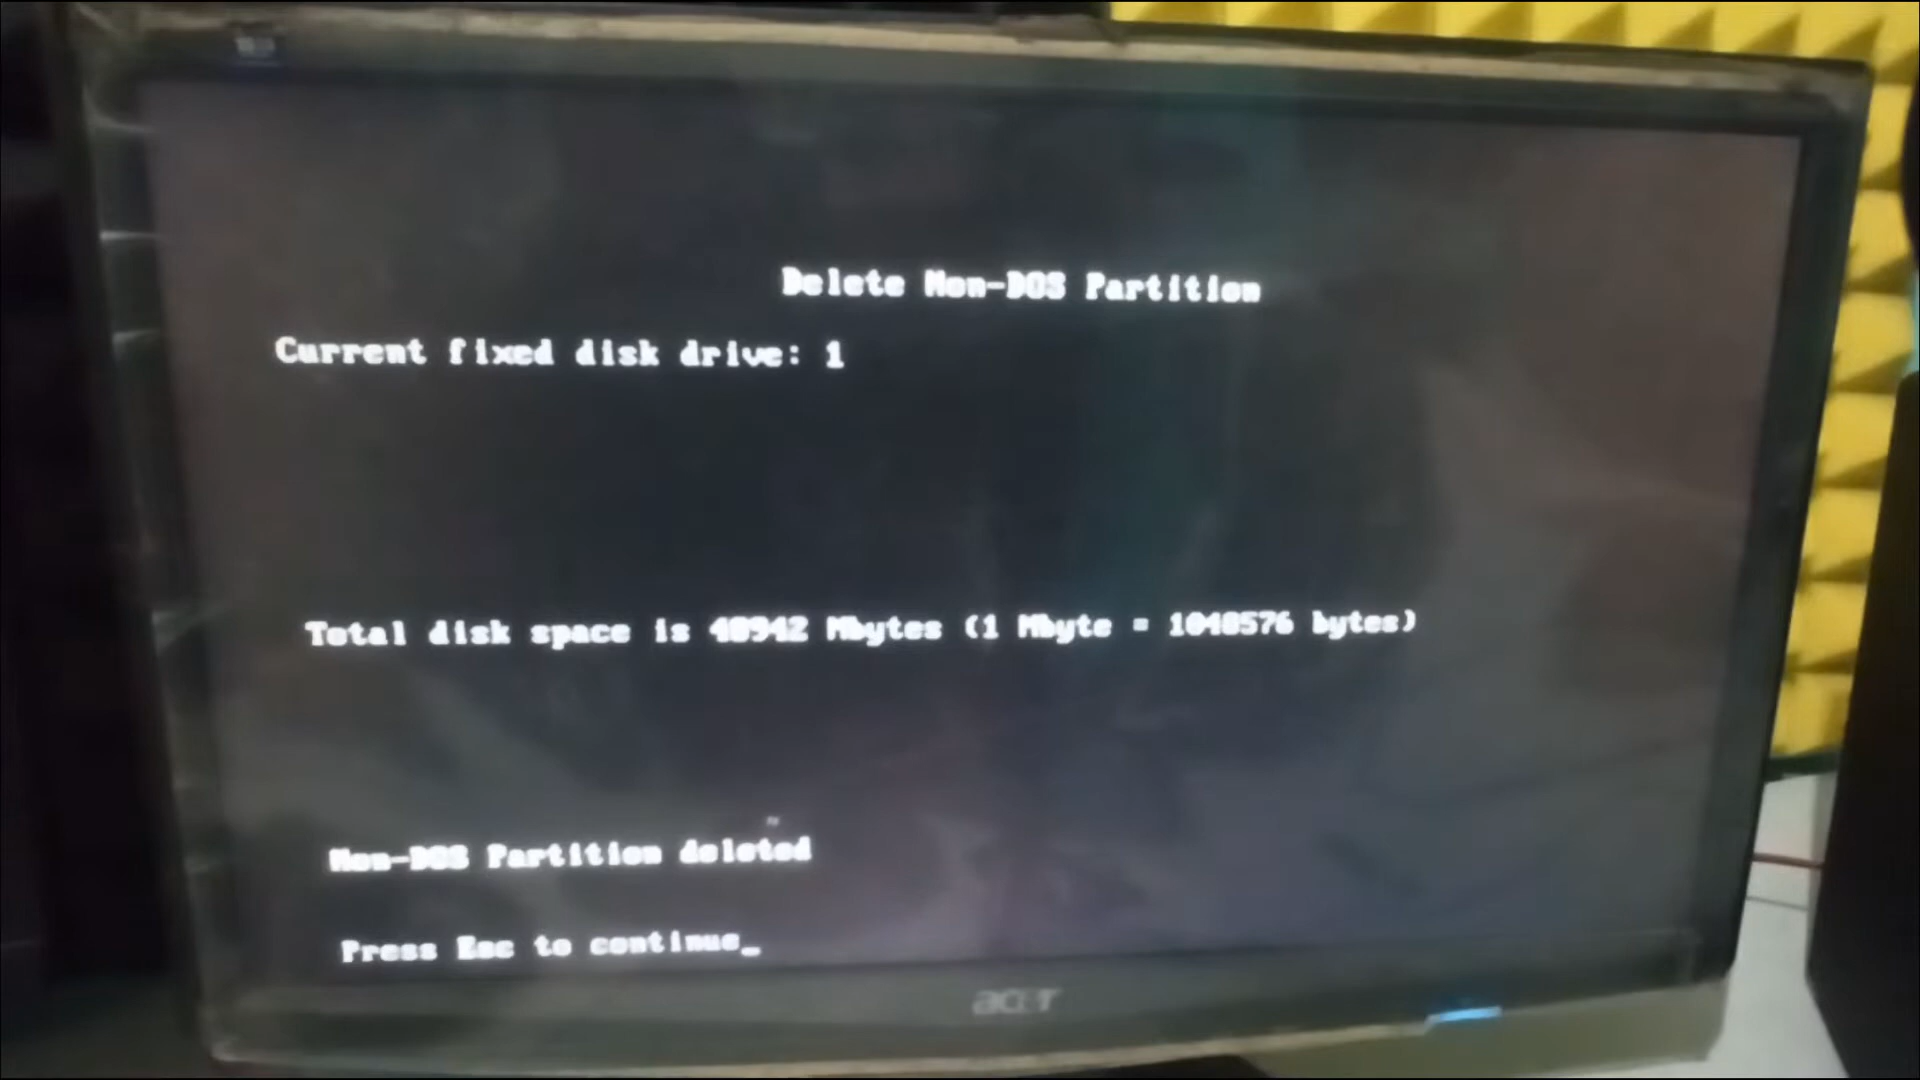 Delete Non-DOS Partition
Current fixed disk drive: 1
Total disk space is 40942 Mbytes (1 Mbyte = 1048576 bytes)
Non-DOS Partition deleted
Press Esc to continue_
acer